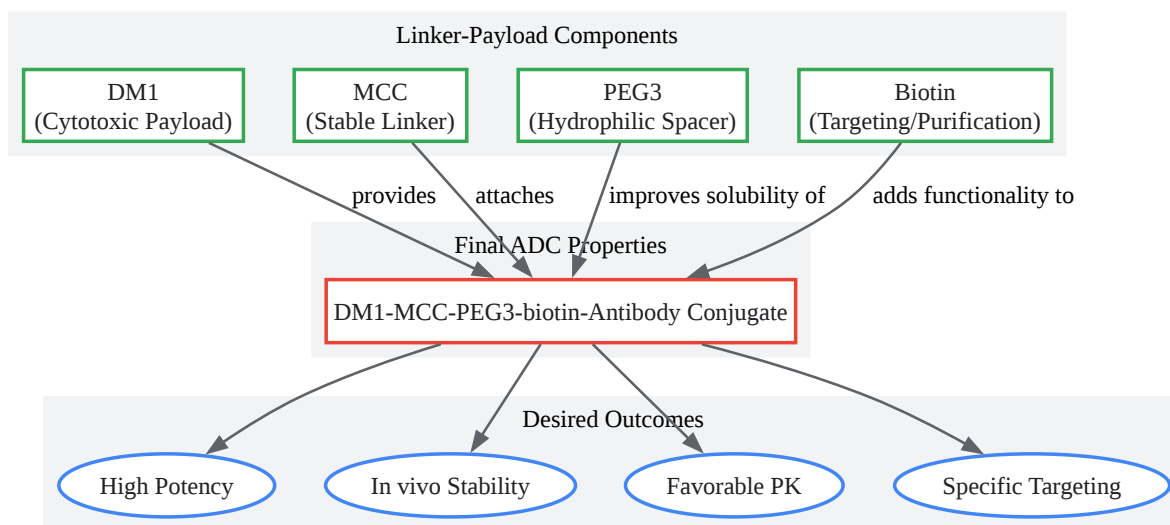 Linker-Payload Components
DM1
(Cytotoxic Payload)
MCC
(Stable Linker)
PEG3
(Hydrophilic Spacer)
Biotin
(Targeting/Purification)
provides
attaches
improves solubility of
adds functionality to
Final ADC Properties
DM1-MCC-PEG3-biotin-Antibody Conjugate
Desired Outcomes
High Potency
In vivo Stability
Favorable PK
Specific Targeting